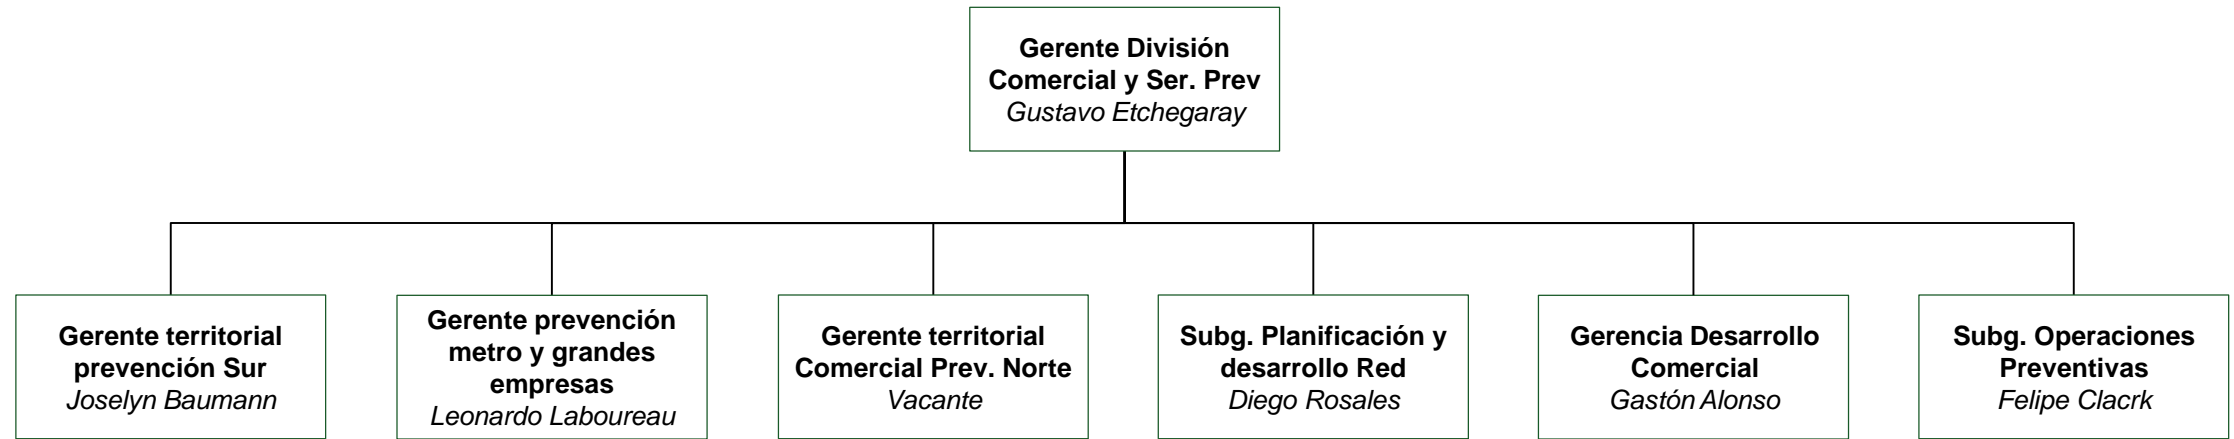 Gerente División
Comercial y Ser. Prev
Gustavo Etchegaray
Gerente territorial
prevención Sur
Joselyn Baumann
Gerente prevención
metro y grandes
empresas
Leonardo Laboureau
Gerente territorial
Comercial Prev. Norte
Vacante
Subg. Planificación y
desarrollo Red
Diego Rosales
Gerencia Desarrollo
Comercial
Gastón Alonso
Subg. Operaciones
Preventivas
Felipe Clacrk